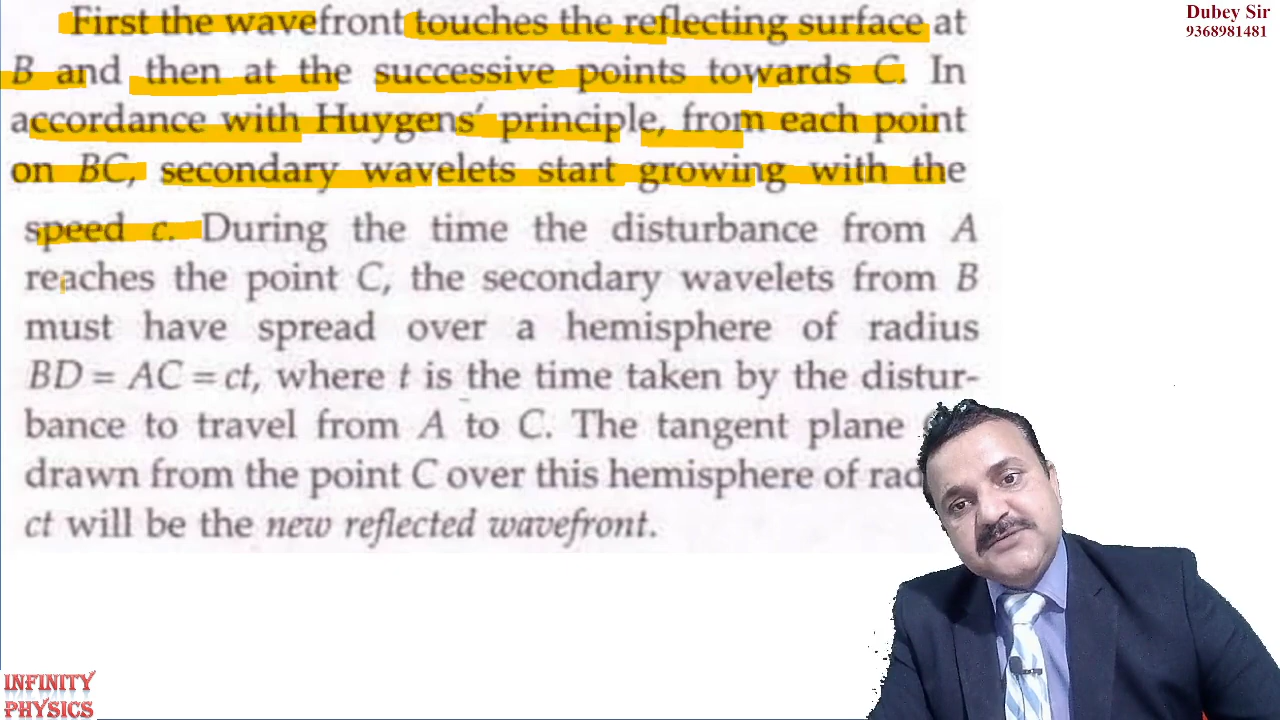 Dubey Sir
9368981481
First the wavefront touches the reflecting surface at
B and then at the successive points towards C. In
accordance with Huygens' principle, from each point
on BC, secondary wavelets start growing with the
speed c. During the time the disturbance from A
reaches the point C, the secondary wavelets from B
must have spread over a hemisphere of radius
BD = AC = ct, where t is the time taken by the distur-
bance to travel from A to C. The tangent plane
drawn from the point C over this hemisphere of
ct will be the new reflected wavefront.
INFINITY
PHYSICS